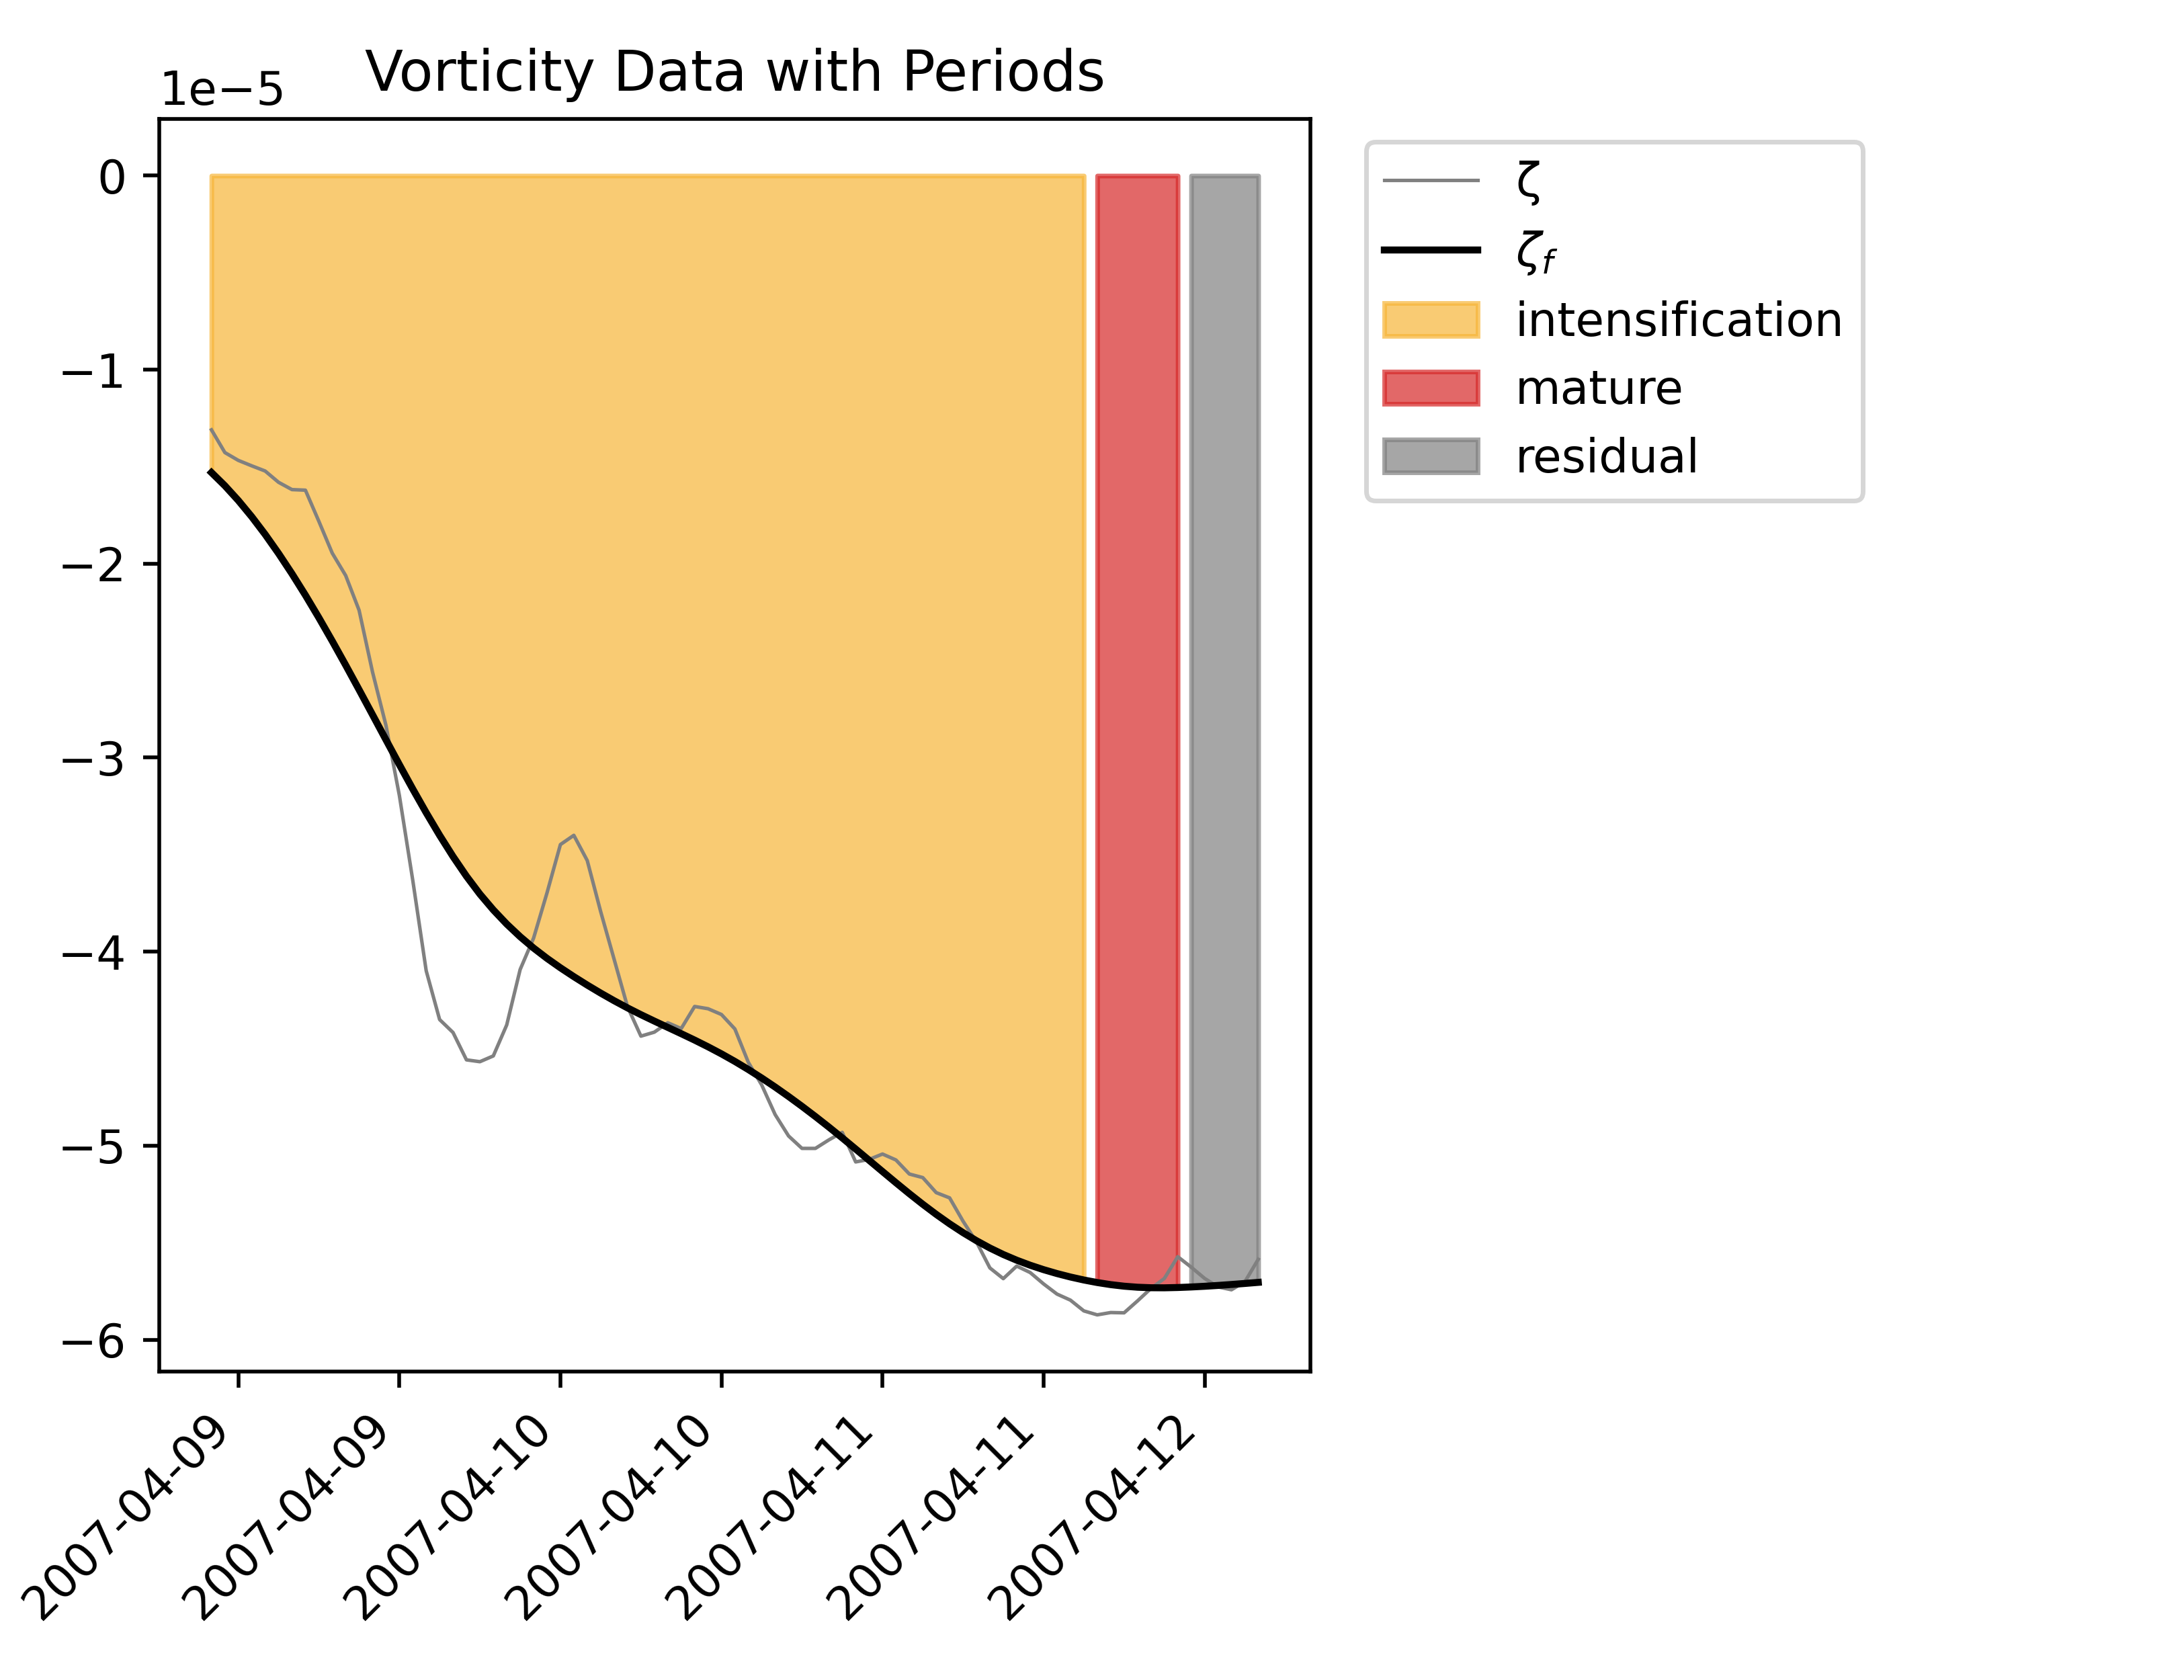 Vorticity Data with Periods
1e−5
0
−1
−2
−3
−4
−5
−6
2007-04-09
2007-04-09
2007-04-10
2007-04-10
2007-04-11
2007-04-11
2007-04-12
ζ
ζf
intensification
mature
residual